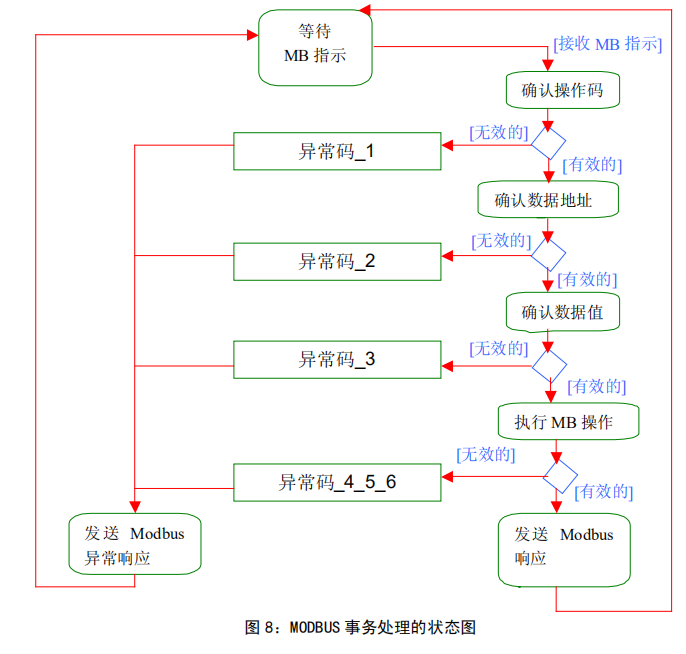 等待
MB 指示
[接收 MB 指示]
确认操作码
[无效的]
异常码_1
[有效的]
确认数据地址
[无效的]
异常码_2
[有效的]
确认数据值
[无效的]
异常码_3
[有效的]
执行 MB 操作
[无效的]
异常码_4_5_6
[有效的]
发送 Modbus
异常响应
发送 Modbus
响应
图 8：MODBUS 事务处理的状态图